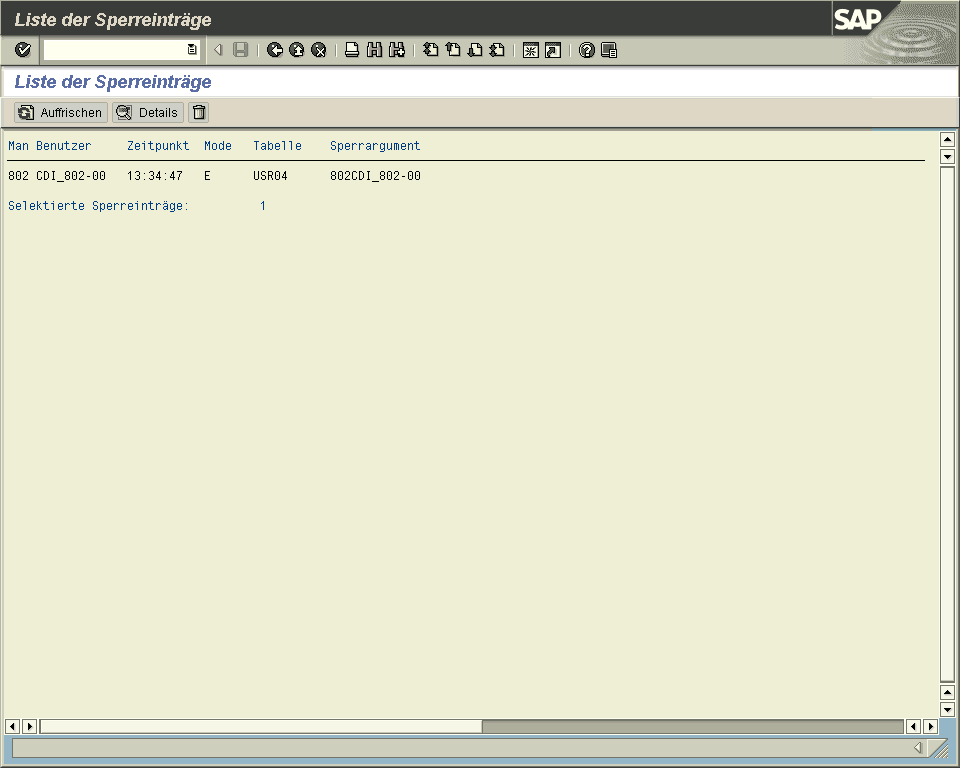 Liste der Sperreinträge
SAP
Liste der Sperreinträge
Auffrischen Details
Man Benutzer Zeitpunkt Mode Tabelle Sperrargument
802 CDI_802-00 13:34:47 E USR04 802CDI_802-00
Selektierte Sperreinträge: 1